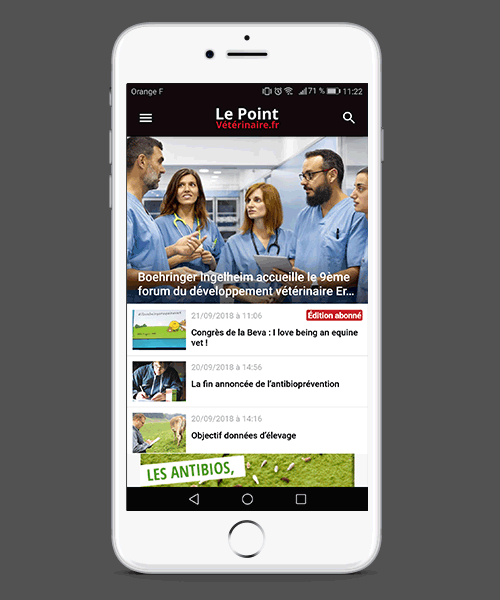 Orange F 71 % 11:22
Le Point
Vétérinaire.fr
Boehringer Ingelheim accueille le 9ème
forum du développement vétérinaire Er...
21/09/2018 à 11:06 Édition abonné
Congrès de la Beva : I love being an equine
vet !
20/09/2018 à 14:56
La fin annoncée de l'antibioprévention
20/09/2018 à 14:16
Objectif données d'élevage
LES ANTIBIOS,